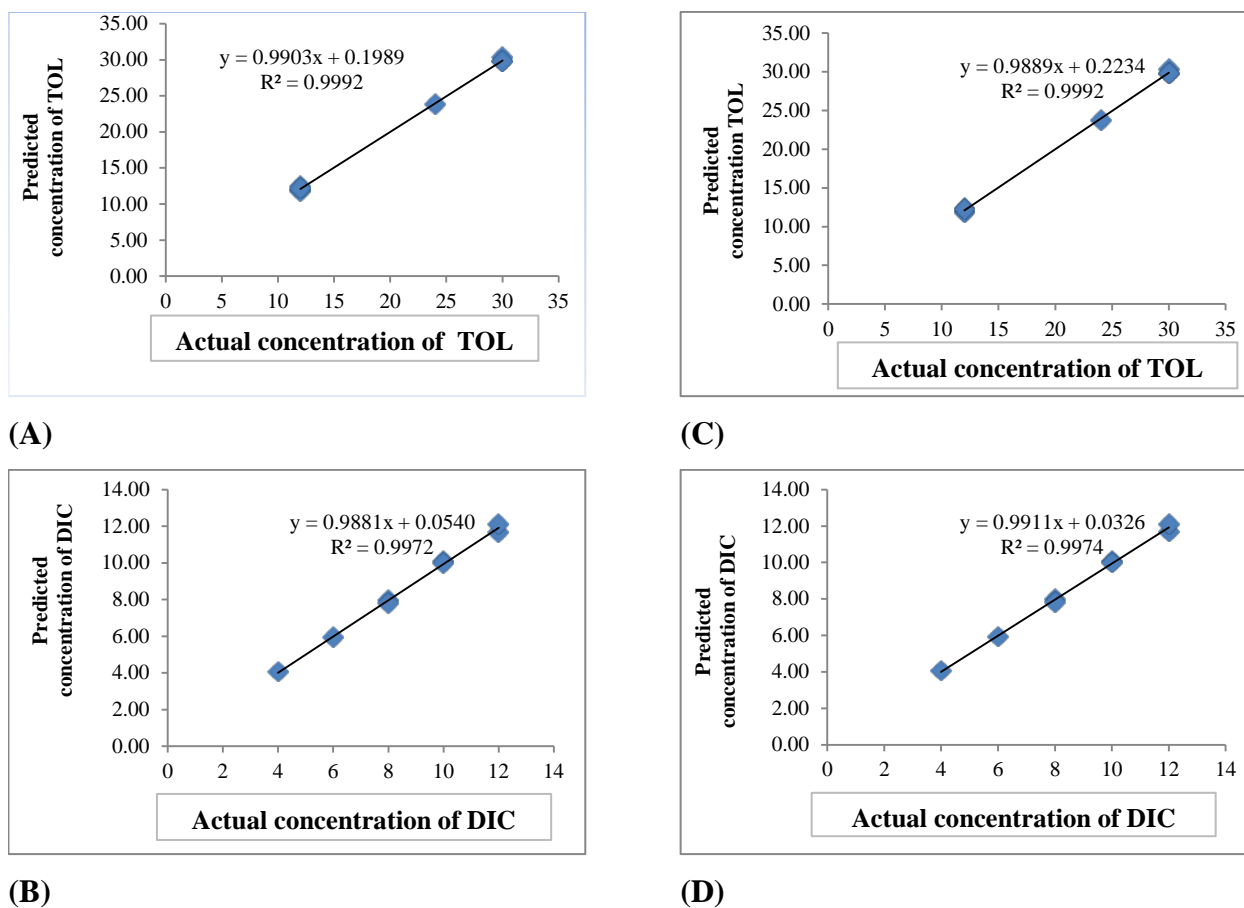 Predicted
concentration of TOL
35.00
30.00
25.00
20.00
15.00
10.00
5.00
0.00
y = 0.9903x + 0.1989
R² = 0.9992
0 5 10 15 20 25 30 35
Actual concentration of TOL
(A)
Predicted
concentration TOL
35.00
30.00
25.00
20.00
15.00
10.00
5.00
0.00
y = 0.9889x + 0.2234
R² = 0.9992
0 5 10 15 20 25 30 35
Actual concentration of TOL
(C)
Predicted
concentration of DIC
14.00
12.00
10.00
8.00
6.00
4.00
2.00
0.00
y = 0.9881x + 0.0540
R² = 0.9972
0 2 4 6 8 10 12 14
Actual concentration of DIC
(B)
Predicted
concentration of DIC
14.00
12.00
10.00
8.00
6.00
4.00
2.00
0.00
y = 0.9911x + 0.0326
R² = 0.9974
0 2 4 6 8 10 12 14
Actual concentration of DIC
(D)